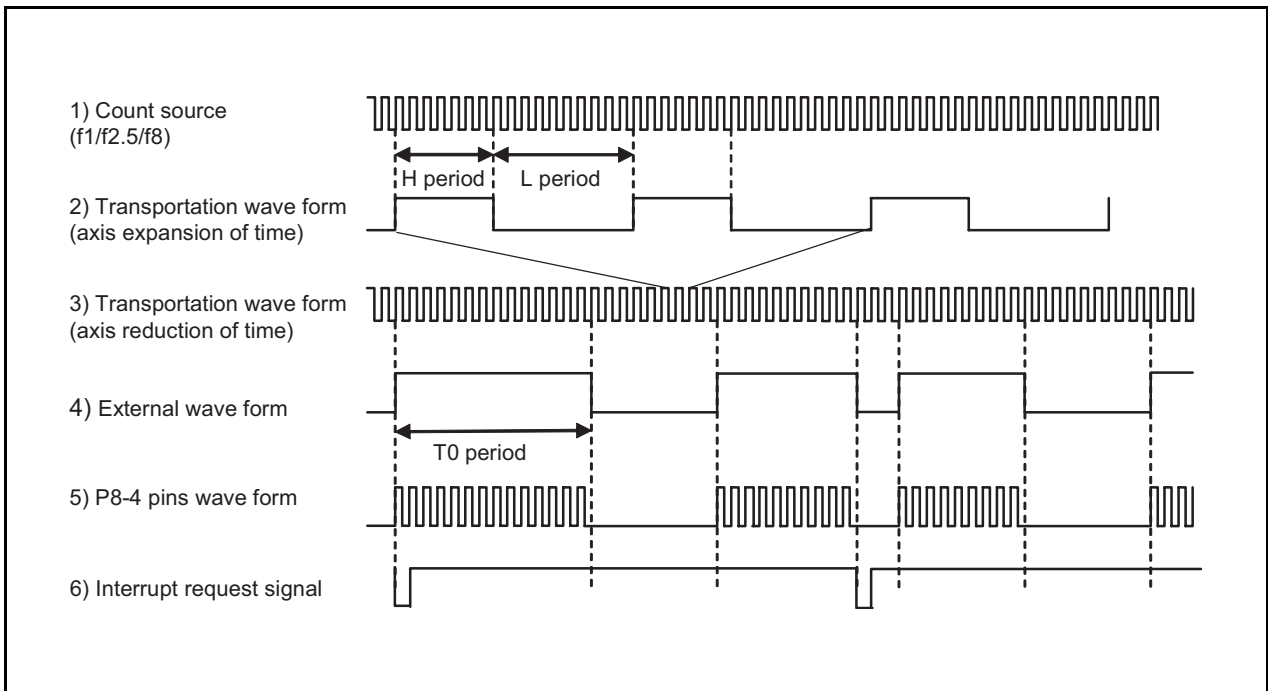 1) Count source
(f1/f2.5/f8)
H period
L period
2) Transportation wave form
(axis expansion of time)
3) Transportation wave form
(axis reduction of time)
4) External wave form
T0 period
5) P8-4 pins wave form
6) Interrupt request signal